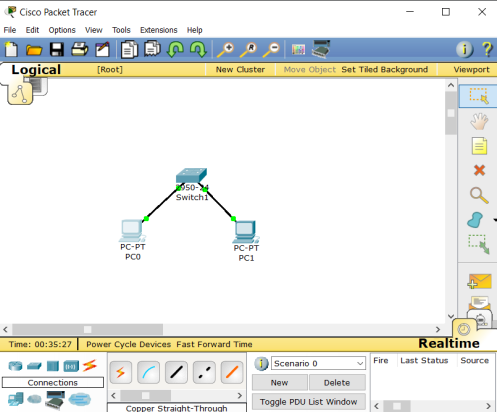 Cisco Packet Tracer
File Edit Options View Tools Extensions Help
Logical [Root] New Cluster Move Object Set Tiled Background Viewport
2950-24
Switch1
PC-PT
PC0
PC-PT
PC1
Time: 00:35:27 Power Cycle Devices Fast Forward Time Realtime
Scenario 0
Fire Last Status Source
Connections
New Delete
Toggle PDU List Window
Copper Straight-Through